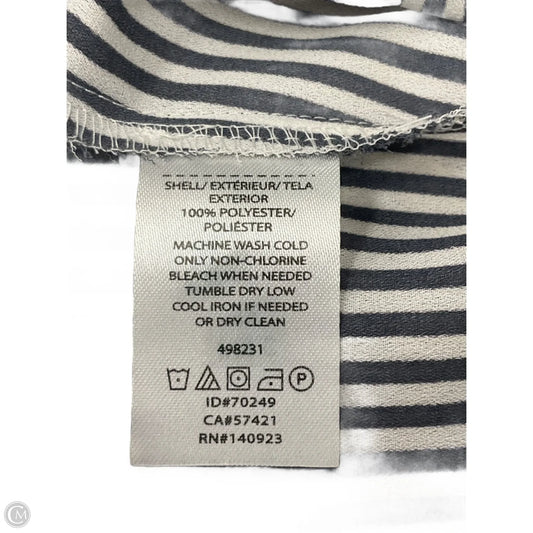 SHELL/ EXTÉRIEUR/ TELA
EXTERIOR
100% POLYESTER/
POLIÉSTER
MACHINE WASH COLD
ONLY NON-CHLORINE
BLEACH WHEN NEEDED
TUMBLE DRY LOW
COOL IRON IF NEEDED
OR DRY CLEAN
498231
P
ID#70249
CA#57421
RN#140923
CM